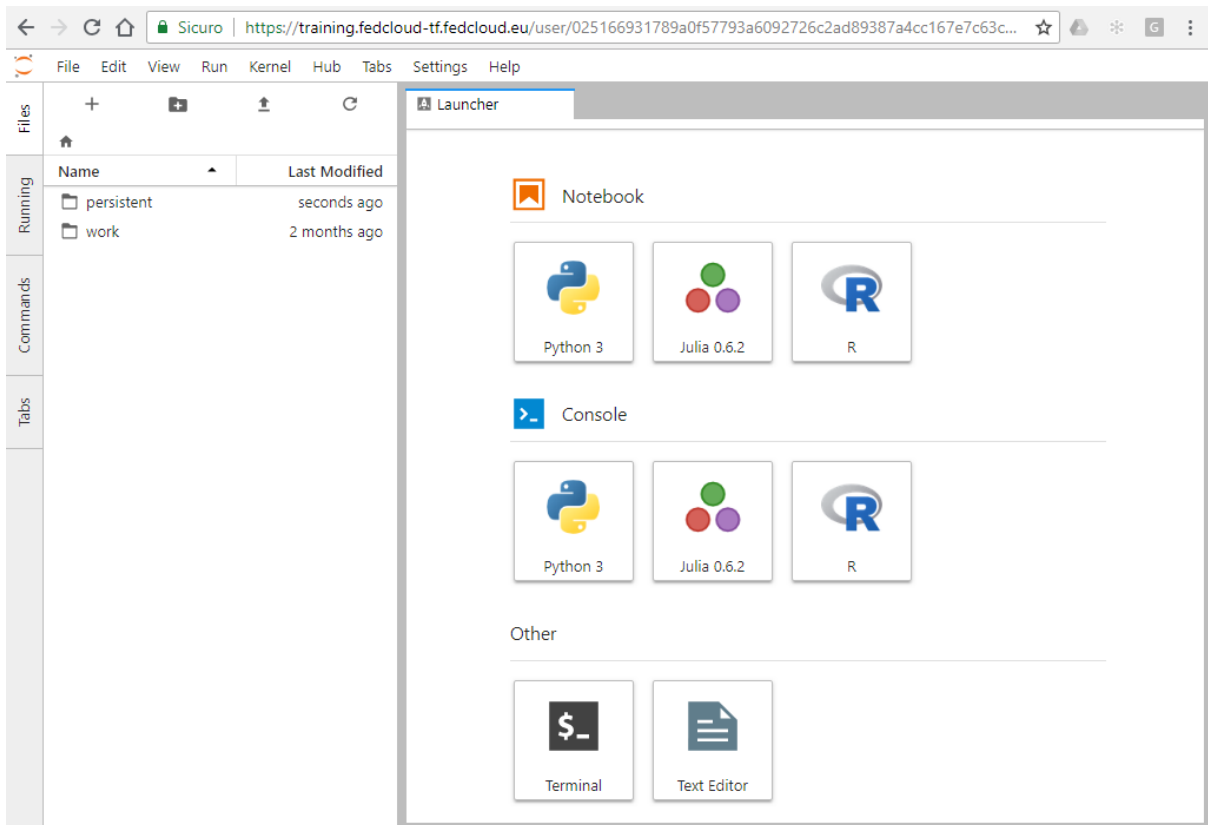 Sicuro https://training.fedcloud-tf.fedcloud.eu/user/025166931789a0f57793a6092726c2ad89387a4cc167e7c63c...
File Edit View Run Kernel Hub Tabs Settings Help
Files
Running
Commands
Tabs
Name Last Modified
persistent seconds ago
work 2 months ago
Launcher
Notebook
Python 3 Julia 0.6.2 R
Console
Python 3 Julia 0.6.2 R
Other
$_
Terminal Text Editor